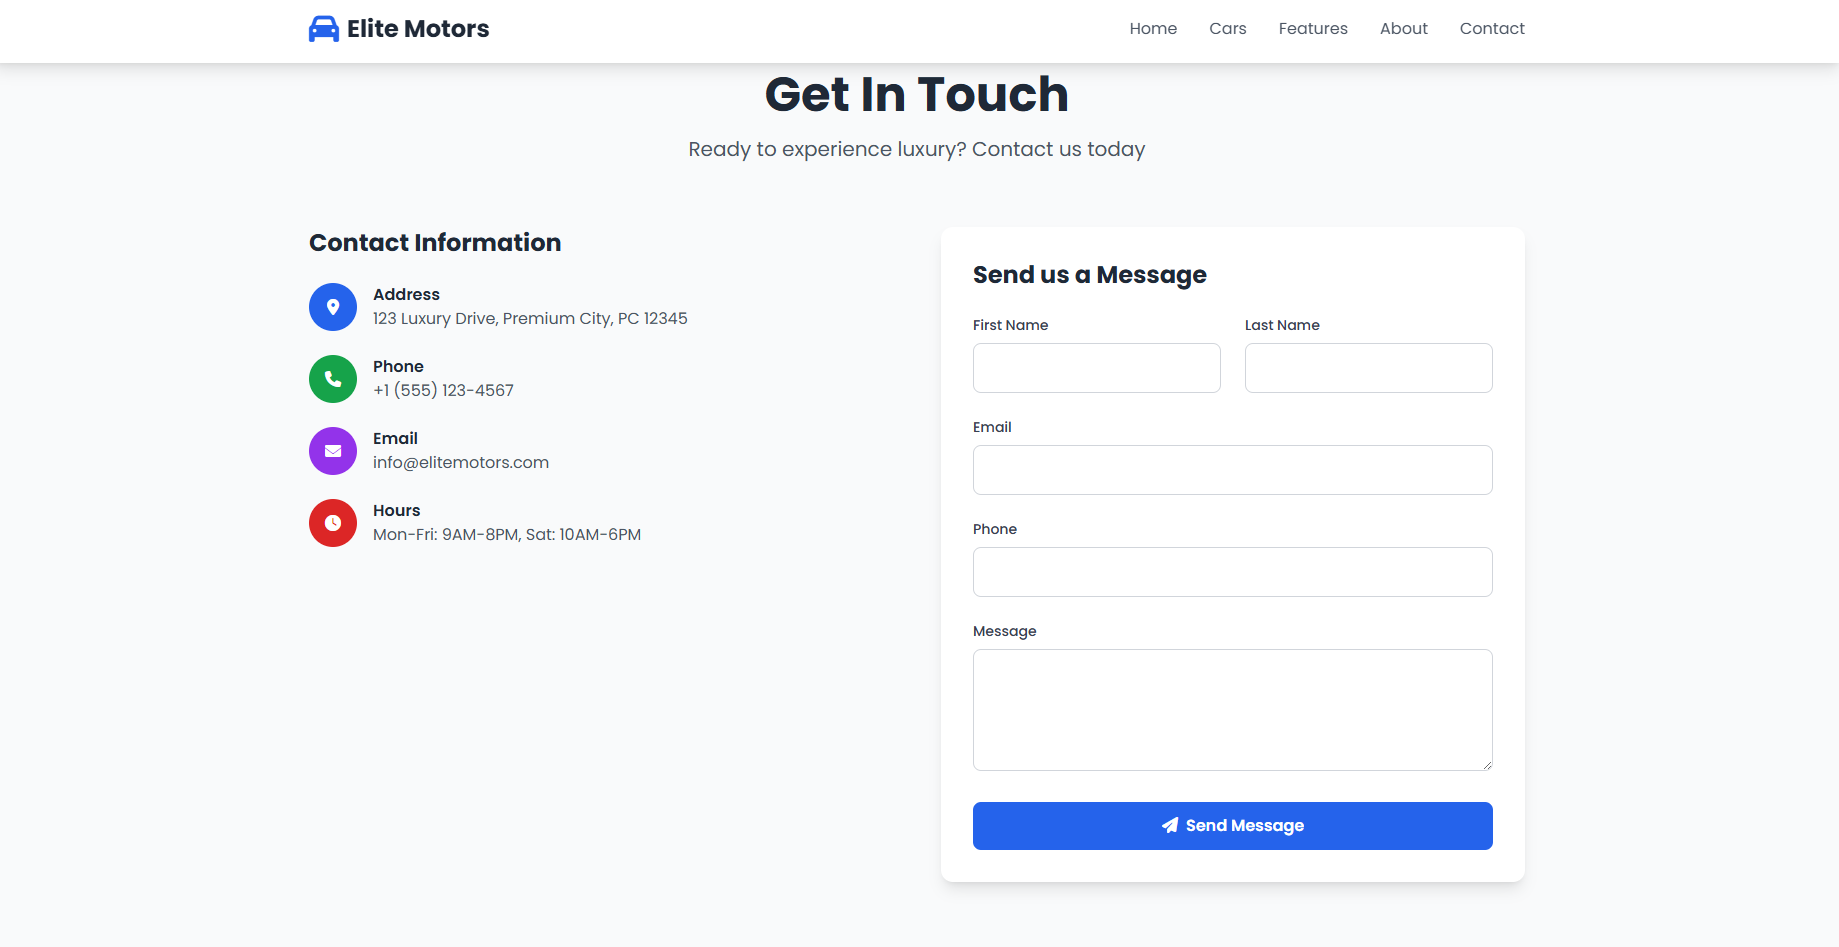 Elite Motors
Home Cars Features About Contact
Get In Touch
Ready to experience luxury? Contact us today
Contact Information
Address
123 Luxury Drive, Premium City, PC 12345
Phone
+1 (555) 123-4567
Email
info@elitemotors.com
Hours
Mon-Fri: 9AM-8PM, Sat: 10AM-6PM
Send us a Message
First Name Last Name
Email
Phone
Message
Send Message